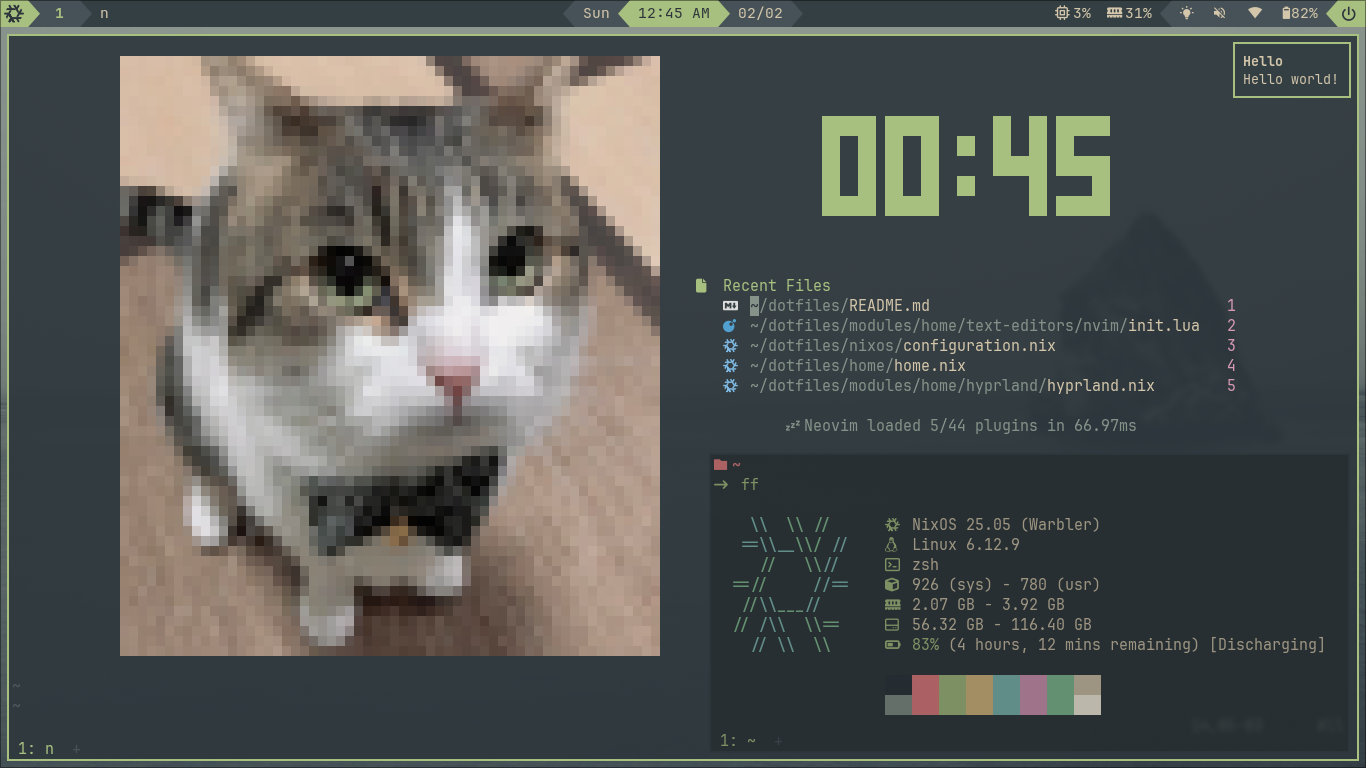 1 n Sun 12:45 AM 02/02 3% 31% 82%
Hello
Hello world!
00:45
Recent Files
~/dotfiles/README.md 1
~/dotfiles/modules/home/text-editors/nvim/init.lua 2
~/dotfiles/nixos/configuration.nix 3
~/dotfiles/home/home.nix 4
~/dotfiles/modules/home/hyprland/hyprland.nix 5
zzz Neovim loaded 5/44 plugins in 66.97ms
~
→ ff
NixOS 25.05 (Warbler)
Linux 6.12.9
zsh
926 (sys) - 780 (usr)
2.07 GB - 3.92 GB
56.32 GB - 116.40 GB
83% (4 hours, 12 mins remaining) [Discharging]
~
~
1: ~ +
1: n +